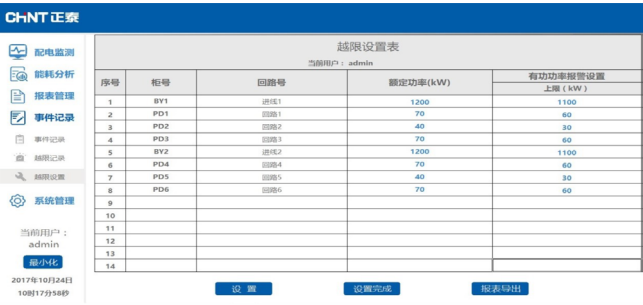 CHNT 正泰
配电监测
能耗分析
报表管理
事件记录
事件记录
越限记录
越限设置
系统管理
当前用户：
admin
最小化
2017年10月24日
10时17分58秒
越限设置表
当前用户： admin
序号 柜号 回路号 额定功率(kW) 有功功率报警设置
上限（kW）
1 BY1 进线1 1200 1100
2 PD1 回路1 70 60
3 PD2 回路2 40 30
4 PD3 回路3 70 60
5 BY2 进线2 1200 1100
6 PD4 回路4 70 60
7 PD5 回路5 40 30
8 PD6 回路6 70 60
9
10
11
12
13
14
设 置 设置完成 报表导出